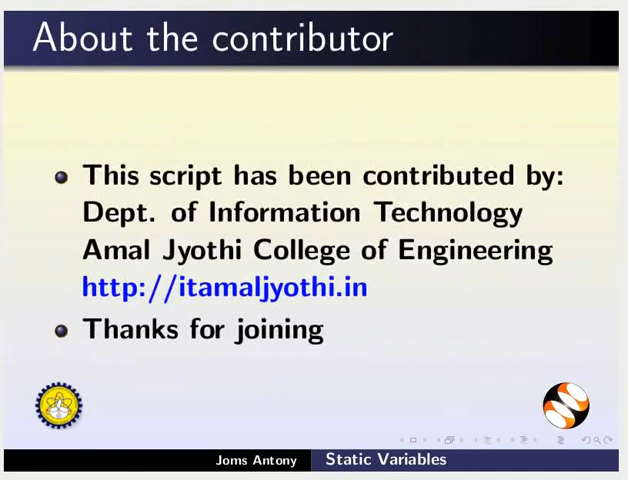 About the contributor
This script has been contributed by:
Dept. of Information Technology
Amal Jyothi College of Engineering
http://itamaljyothi.in
Thanks for joining
Joms Antony
Static Variables